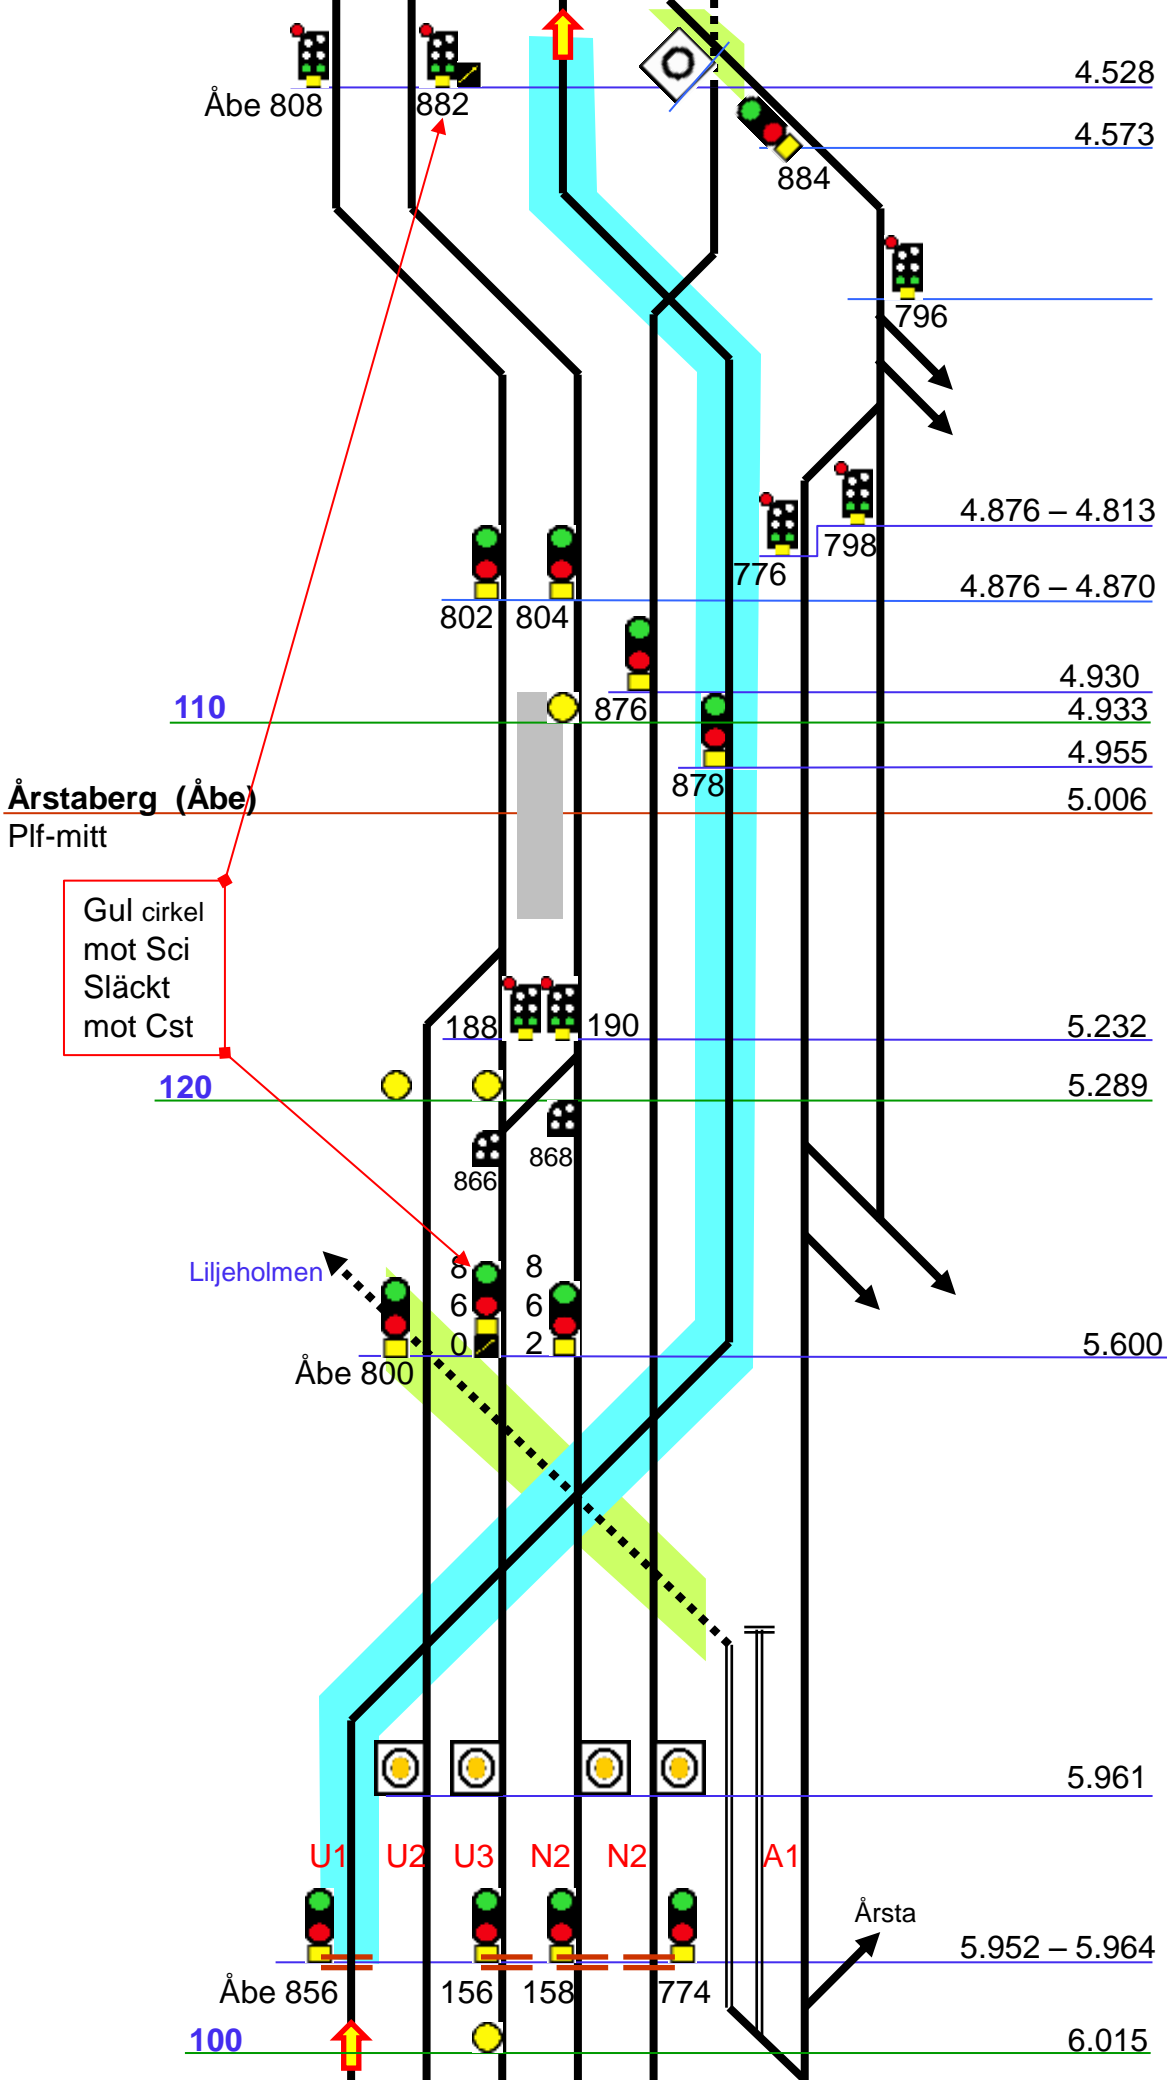 4.528
Åbe 808
882
4.573
884
796
4.876 – 4.813
798
776
4.876 – 4.870
802
804
4.930
110
876
4.933
4.955
878
Årstaberg (Åbe)
5.006
Plf-mitt
Gul cirkel
mot Sci
Släckt
mot Cst
188
190
5.232
120
5.289
868
866
Liljeholmen
8
6
0
8
6
2
5.600
Åbe 800
5.961
U1
U2
U3
N2
N2
A1
Årsta
5.952 – 5.964
Åbe 856
156
158
774
100
6.015